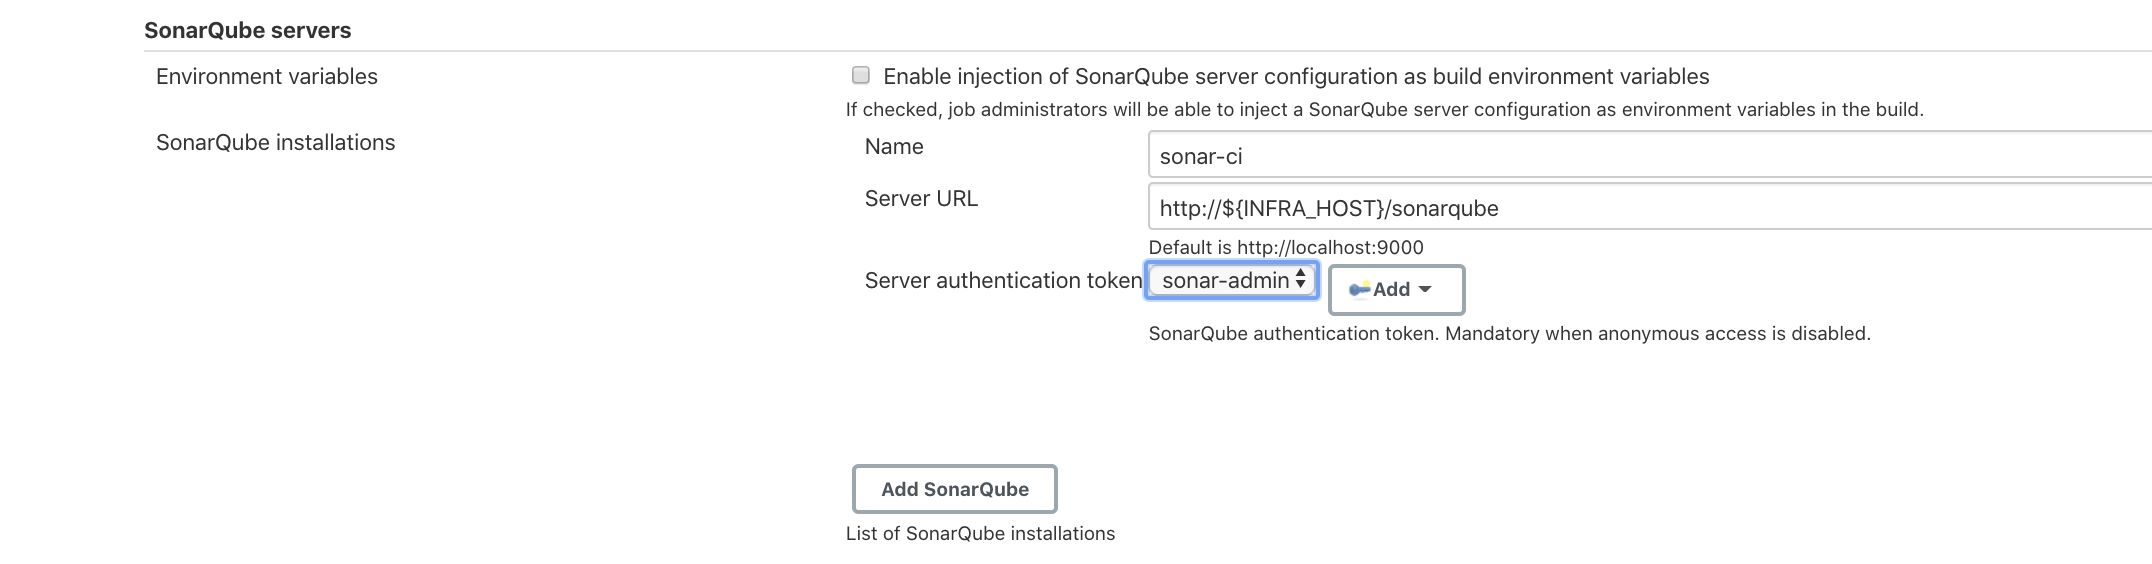 SonarQube servers
Environment variables
Enable injection of SonarQube server configuration as build environment variables
If checked, job administrators will be able to inject a SonarQube server configuration as environment variables in the build.
SonarQube installations
Name
sonar-ci
Server URL
http://${INFRA_HOST}/sonarqube
Default is http://localhost:9000
Server authentication token
sonar-admin
Add
SonarQube authentication token. Mandatory when anonymous access is disabled.
Add SonarQube
List of SonarQube installations